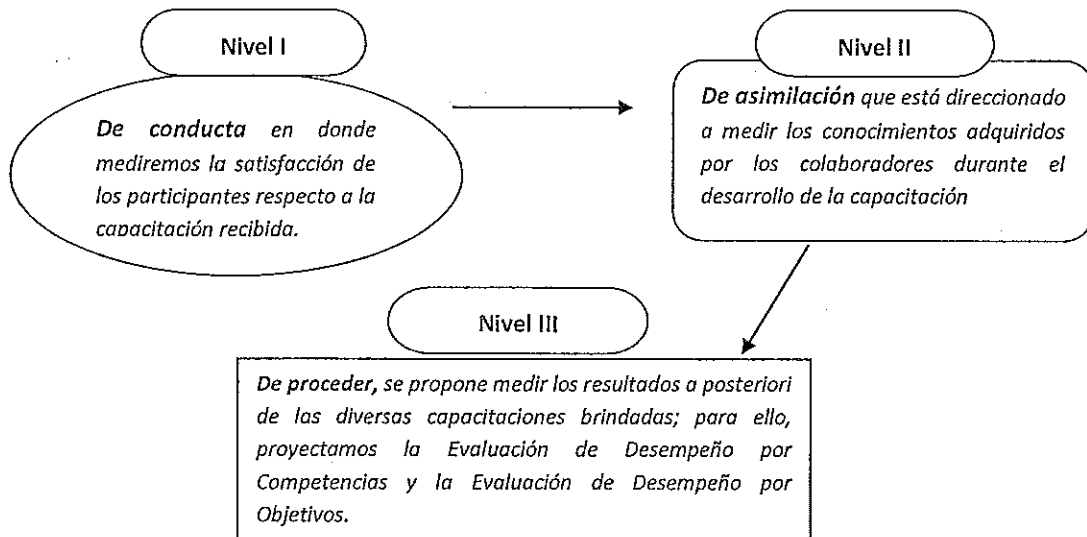 Nivel I
De conducta en donde
mediremos la satisfacción de
los participantes respecto a la
capacitación recibida.
Nivel II
De asimilación que está direccionado
a medir los conocimientos adquiridos
por los colaboradores durante el
desarrollo de la capacitación
Nivel III
De proceder, se propone medir los resultados a posteriori
de las diversas capacitaciones brindadas; para ello,
proyectamos la Evaluación de Desempeño por
Competencias y la Evaluación de Desempeño por
Objetivos.